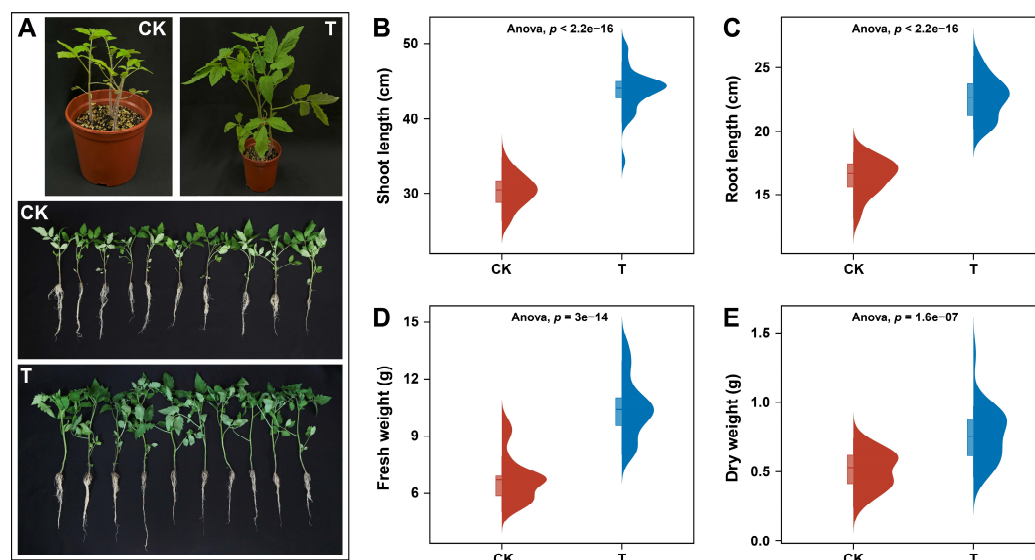 A
CK
T
CK
T
B
Anova, p < 2.2e−16
Shoot length (cm)
50
40
30
CK
T
C
Anova, p < 2.2e−16
Root length (cm)
25
20
15
CK
T
D
Anova, p = 3e−14
Fresh weight (g)
15
12
9
6
CK
T
E
Anova, p = 1.6e−07
Dry weight (g)
1.5
1.0
0.5
0.0
CK
T